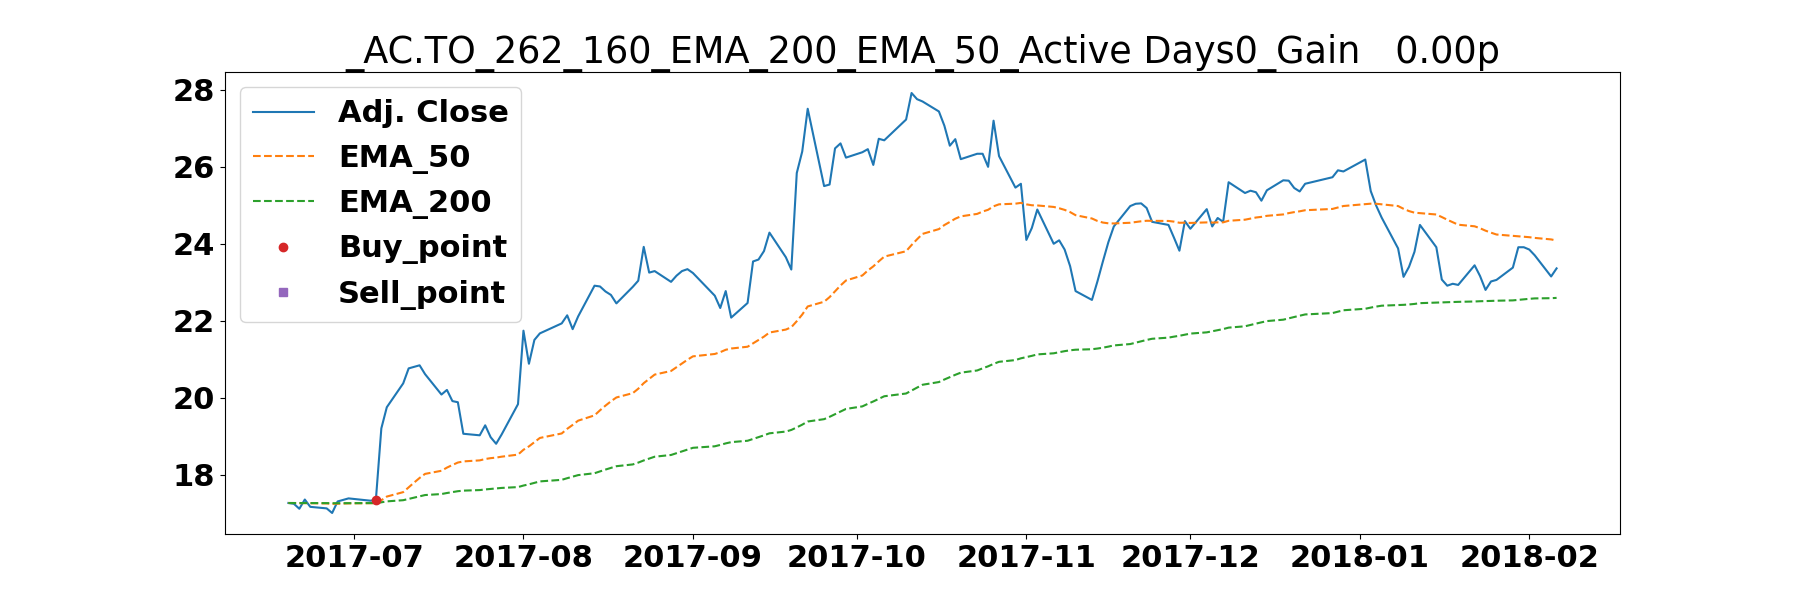 _AC.TO_262_160_EMA_200_EMA_50_Active Days0_Gain   0.00p
28
26
24
22
20
18
Adj. Close
EMA_50
EMA_200
Buy_point
Sell_point
2017-07 2017-08 2017-09 2017-10 2017-11 2017-12 2018-01 2018-02